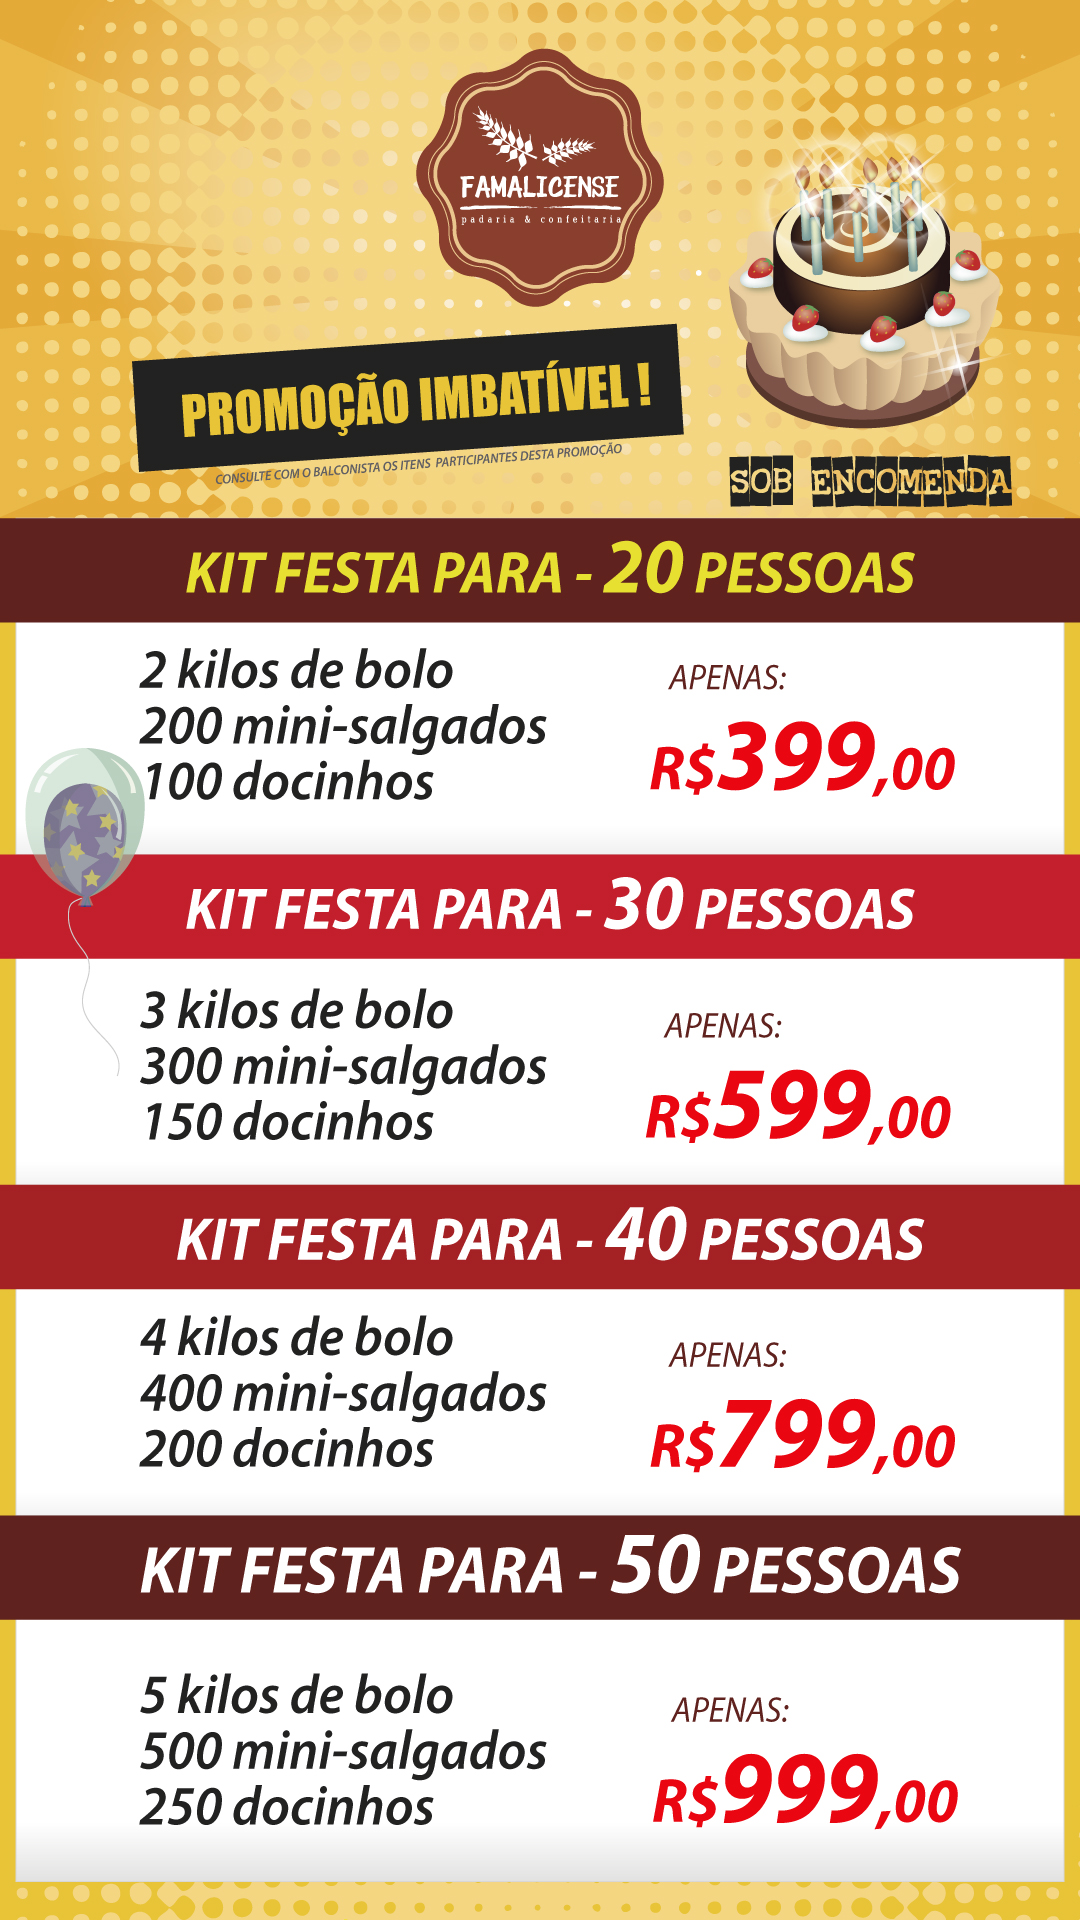 FAMALICENSE
padaria & confeitaria
PROMOÇÃO IMBATÍVEL !
CONSULTE COM O BALCONISTA OS ITENS PARTICIPANTES DESTA PROMOÇÃO
SOB ENCOMENDA
KIT FESTA PARA - 20 PESSOAS
2 kilos de bolo
200 mini-salgados
100 docinhos
APENAS:
R$399,00
KIT FESTA PARA - 30 PESSOAS
3 kilos de bolo
300 mini-salgados
150 docinhos
APENAS:
R$599,00
KIT FESTA PARA - 40 PESSOAS
4 kilos de bolo
400 mini-salgados
200 docinhos
APENAS:
R$799,00
KIT FESTA PARA - 50 PESSOAS
5 kilos de bolo
500 mini-salgados
250 docinhos
APENAS:
R$999,00